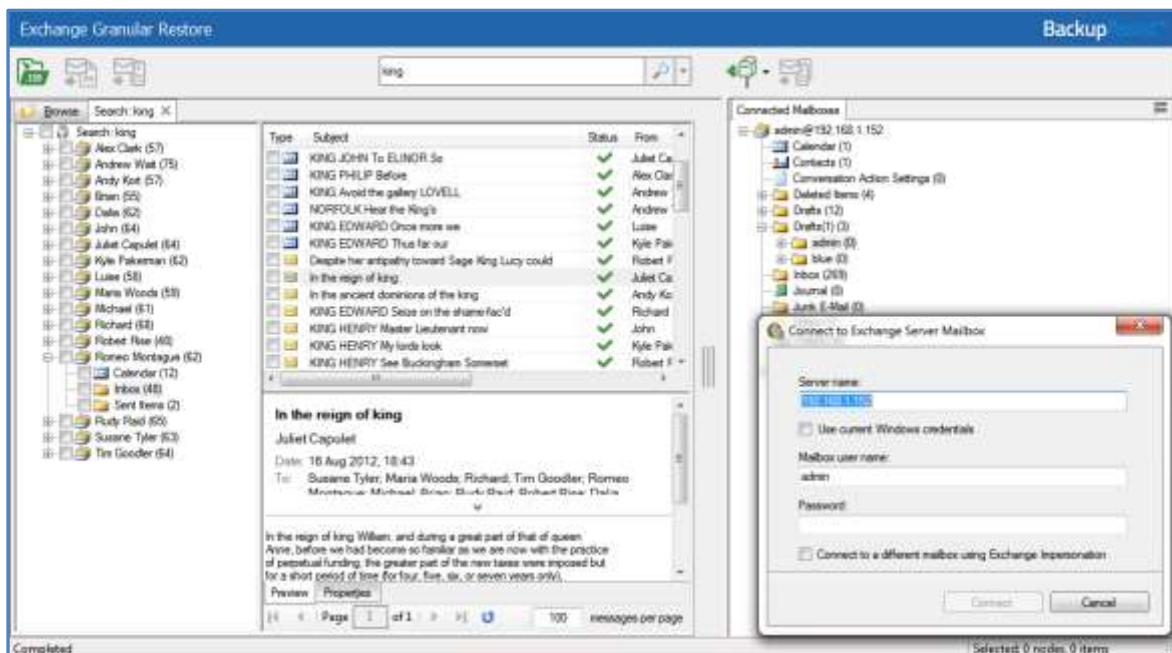 Exchange Granular Restore
Backup
king
Browse Search: king
Connected Mailboxes
Search: king
Alex Clark (57)
Andrew Wait (75)
Andy Kort (57)
Brian (55)
Dalia (62)
John (64)
Juliet Capulet (64)
Kyle Pakerman (62)
Luise (58)
Maria Woods (59)
Michael (61)
Richard (68)
Robert Rise (48)
Romeo Montague (62)
Calendar (12)
Inbox (48)
Sent Items (2)
Rudy Raid (65)
Susane Tyler (63)
Tim Goodler (64)
Type Subject Status From
KING JOHN To ELINOR So Juliet Ca
KING PHILIP Before Alex Clar
KING Avoid the gallery LOVELL Andrew
NORFOLK Hear the King's Andrew
KING EDWARD Once more we Luise
KING EDWARD Thus far our Kyle Pak
Despite her antipathy toward Sage King Lucy could Robert F
In the reign of king Juliet Ca
In the ancient dominions of the king Andy Ko
KING EDWARD Seize on the shame-fac'd Richard
KING HENRY Master Lieutenant now John
KING HENRY My lords look Kyle Pak
KING HENRY See Buckingham Somerset Robert F
In the reign of king
Juliet Capulet
Date: 16 Aug 2012, 18:43
To: Susane Tyler; Maria Woods; Richard; Tim Goodler; Romeo
Montague; Michael; Brian; Rudy Raid; Robert Rise; Dalia
In the reign of king William, and during a great part of that of queen
Anne, before we had become so familiar as we are now with the practice
of perpetual funding, the greater part of the new taxes were imposed but
for a short period of time (for four, five, six, or seven years only),
Preview Properties
Page 1 of 1 100 messages per page
admin@192.168.1.152
Calendar (1)
Contacts (1)
Conversation Action Settings (0)
Deleted Items (4)
Drafts (12)
Drafts(1) (3)
admin (0)
blue (0)
Inbox (269)
Journal (0)
Junk E-Mail (0)
Connect to Exchange Server Mailbox
Server name:
192.168.1.152
Use current Windows credentials
Mailbox user name:
admin
Password:
Connect to a different mailbox using Exchange Impersonation
Connect Cancel
Completed
Selected: 0 nodes, 0 items